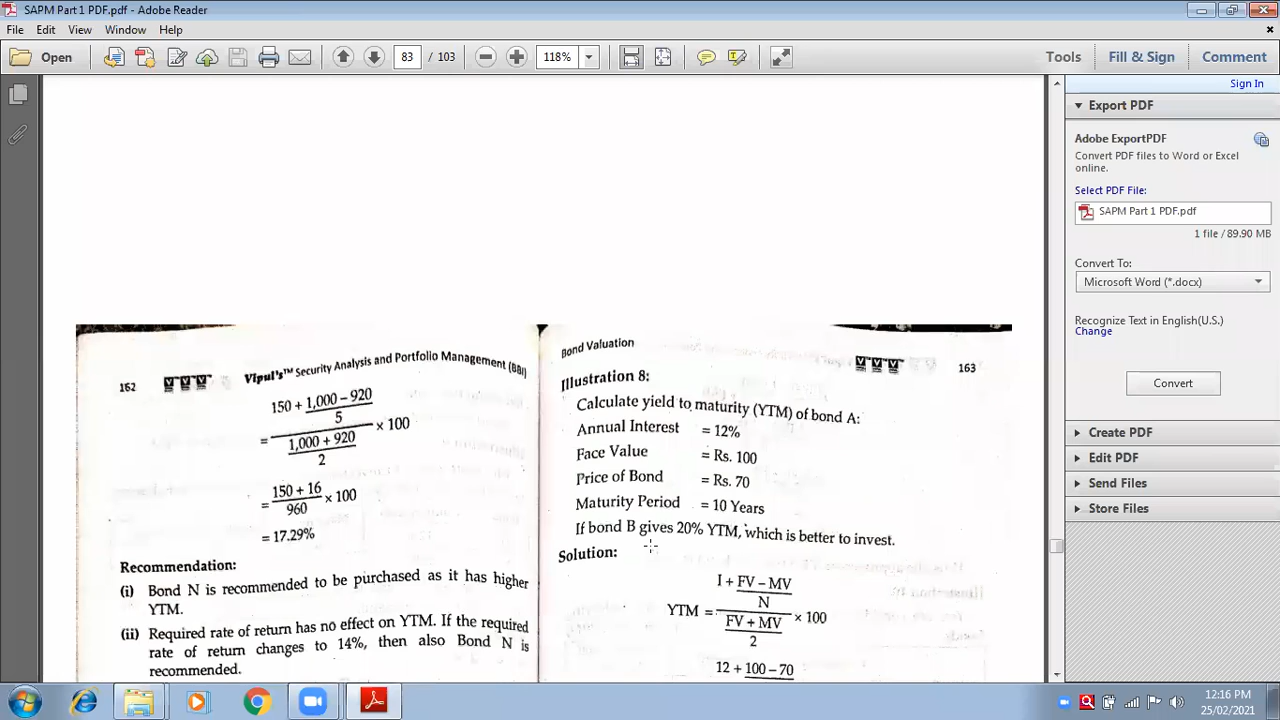 SAPM Part 1 PDF.pdf - Adobe Reader
File Edit View Window Help
Open 83 / 103 118% Tools Fill & Sign Comment
Sign In
Export PDF
Adobe ExportPDF
Convert PDF files to Word or Excel
online.
Select PDF File:
SAPM Part 1 PDF.pdf
1 file / 89.90 MB
Convert To:
Microsoft Word (*.docx)
Recognize Text in English(U.S.)
Change
Convert
Create PDF
Edit PDF
Send Files
Store Files
162 VVV Vipul's™ Security Analysis and Portfolio Management (BBI)
150 + 1,000 – 920
5
= × 100
1,000 + 920
2
= 150 + 16 × 100
960
= 17.29%
Recommendation:
(i) Bond N is recommended to be purchased as it has higher
YTM.
(ii) Required rate of return has no effect on YTM. If the required
rate of return changes to 14%, then also Bond N is
recommended.
Bond Valuation VVV 163
Illustration 8:
Calculate yield to maturity (YTM) of bond A:
Annual Interest = 12%
Face Value = Rs. 100
Price of Bond = Rs. 70
Maturity Period = 10 Years
If bond B gives 20% YTM, which is better to invest.
Solution:
I + FV – MV
N
YTM = × 100
FV + MV
2
12 + 100 – 70
12:16 PM
25/02/2021